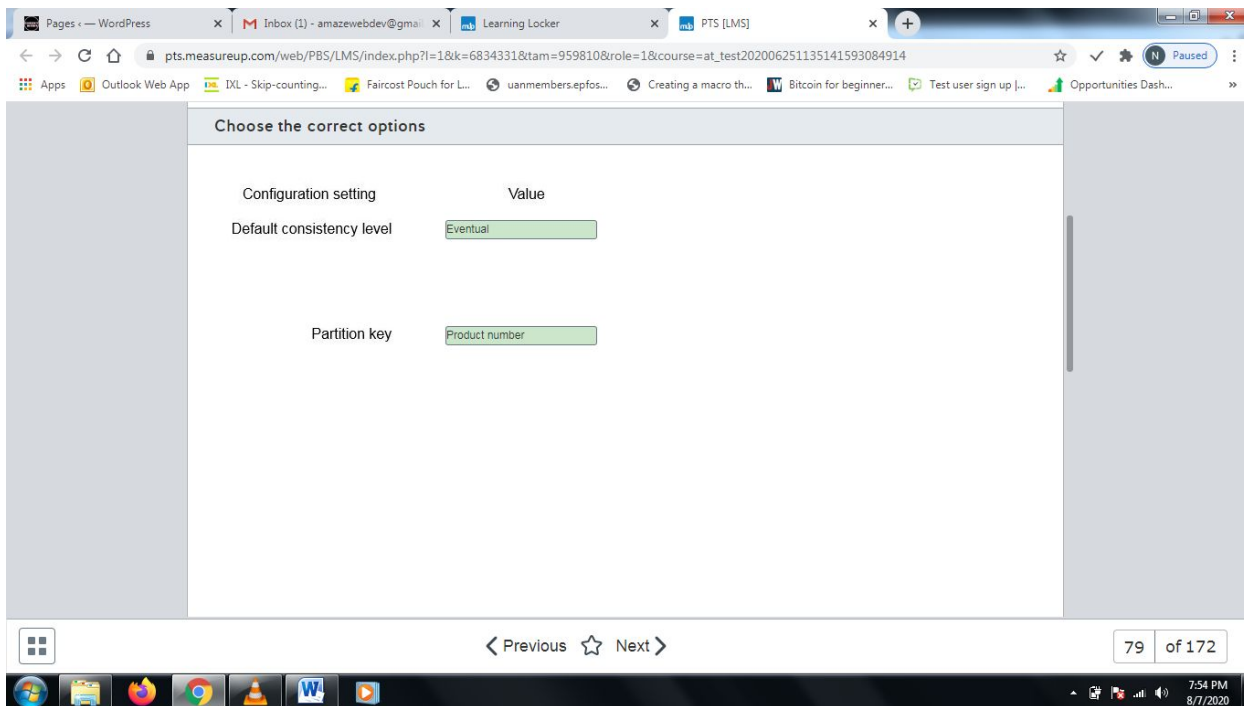 Pages ‹ — WordPress
Inbox (1) - amazewebdev@gmail
Learning Locker
PTS [LMS]
pts.measureup.com/web/PBS/LMS/index.php?l=1&k=6834331&tam=959810&role=1&course=at_test2020062511351415930849​14
N Paused
Apps
Outlook Web App
IXL - Skip-counting...
Faircost Pouch for L...
uanmembers.epfos...
Creating a macro th...
Bitcoin for beginner...
Test user sign up |...
Opportunities Dash...
»
Choose the correct options
Configuration setting Value
Default consistency level Eventual
Partition key Product number
Previous Next
79 of 172
7:54 PM
8/7/2020